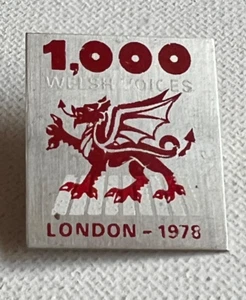 1,000
WELSH VOICES
LONDON - 1978